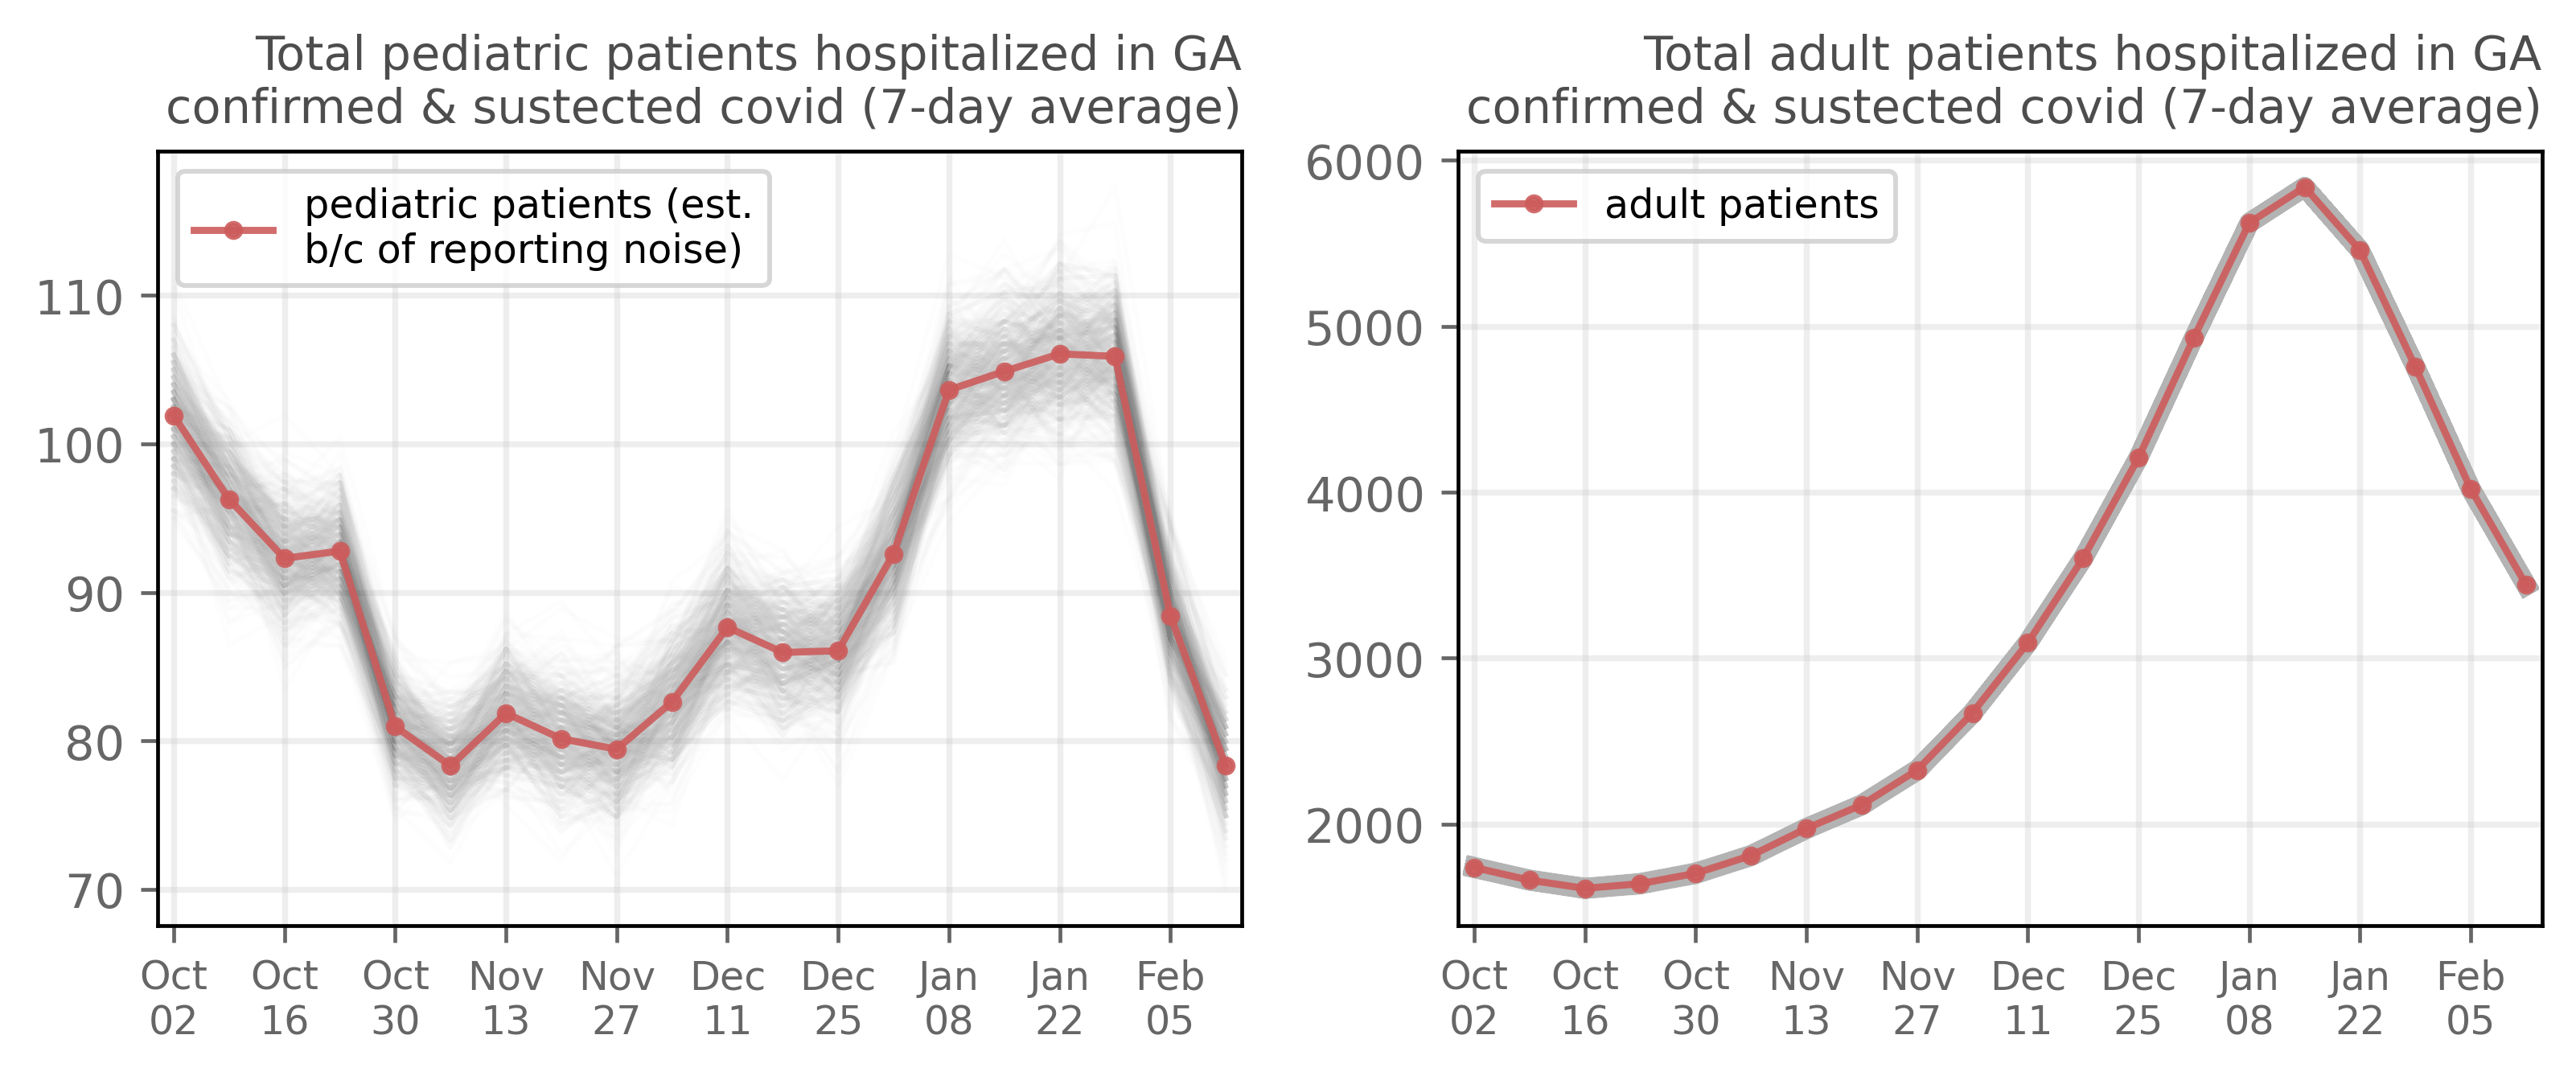 Total pediatric patients hospitalized in GA
confirmed & sustected covid (7-day average)
pediatric patients (est.
b/c of reporting noise)
110
100
90
80
70
Oct Oct Oct Nov Nov Dec Dec Jan Jan Feb
02 16 30 13 27 11 25 08 22 05
Total adult patients hospitalized in GA
confirmed & sustected covid (7-day average)
adult patients
6000
5000
4000
3000
2000
Oct Oct Oct Nov Nov Dec Dec Jan Jan Feb
02 16 30 13 27 11 25 08 22 05